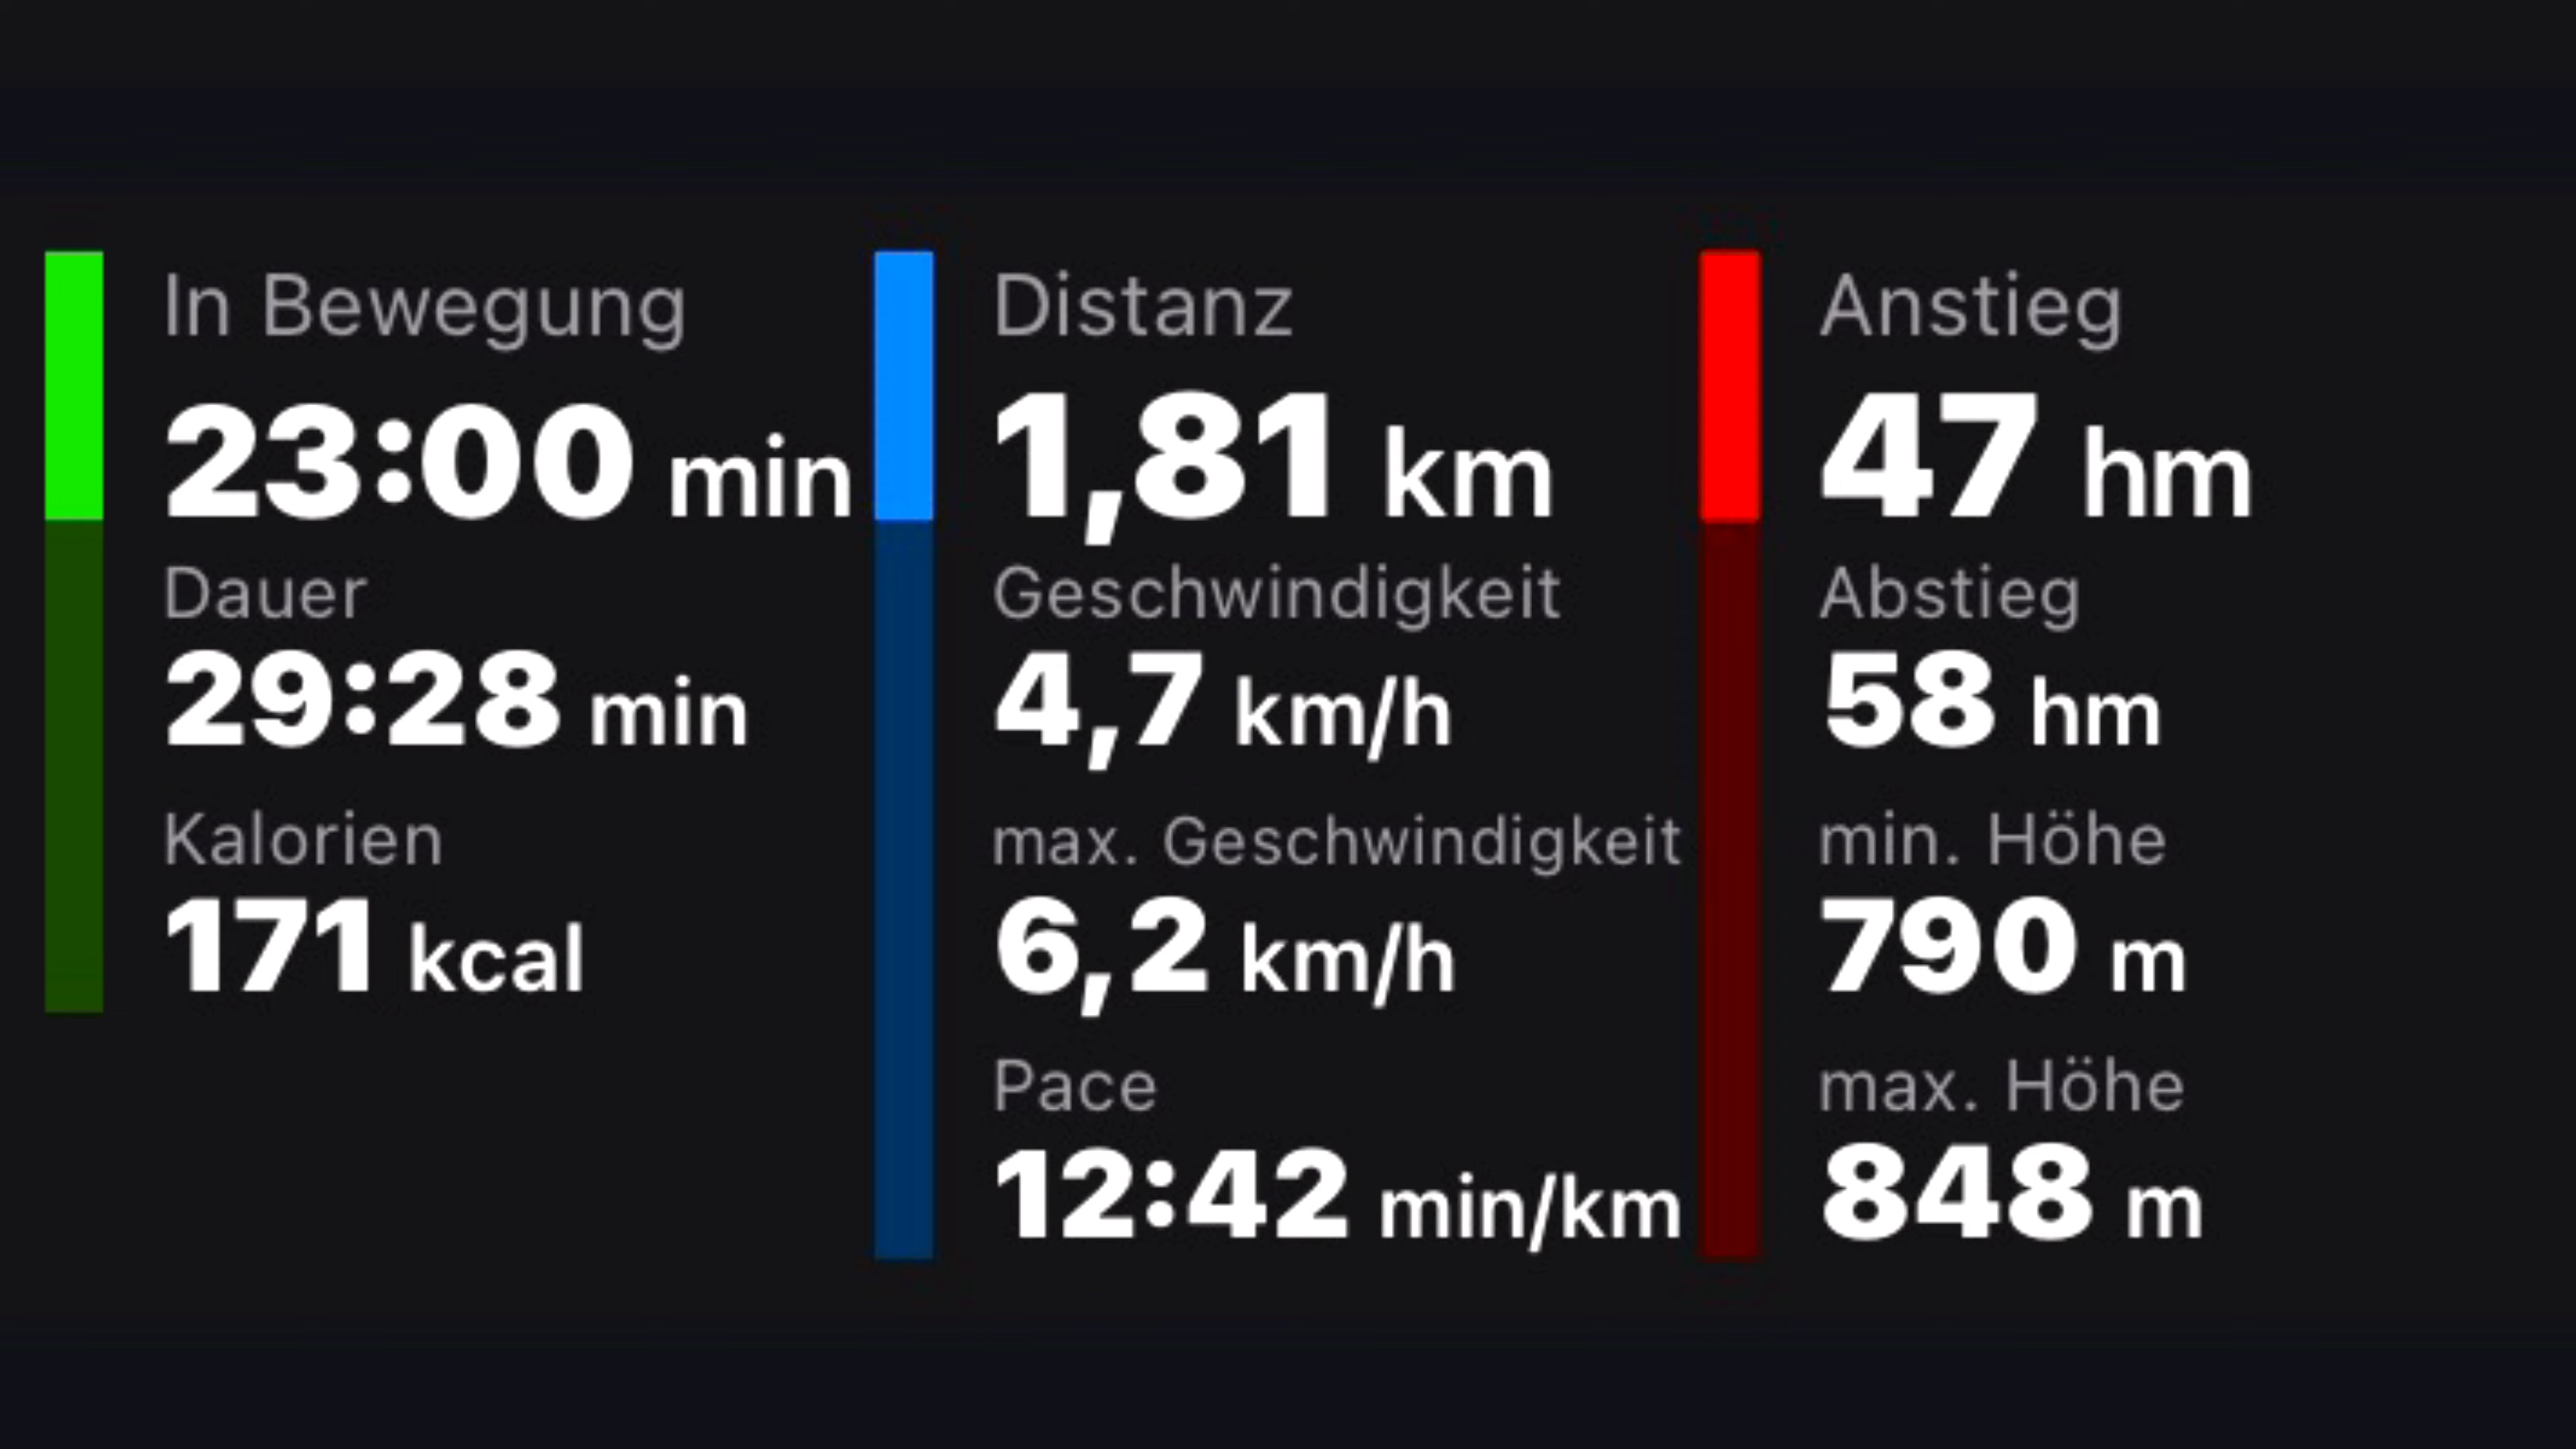 In Bewegung
23:00 min
Dauer
29:28 min
Kalorien
171 kcal
Distanz
1,81 km
Geschwindigkeit
4,7 km/h
max. Geschwindigkeit
6,2 km/h
Pace
12:42 min/km
Anstieg
47 hm
Abstieg
58 hm
min. Höhe
790 m
max. Höhe
848 m